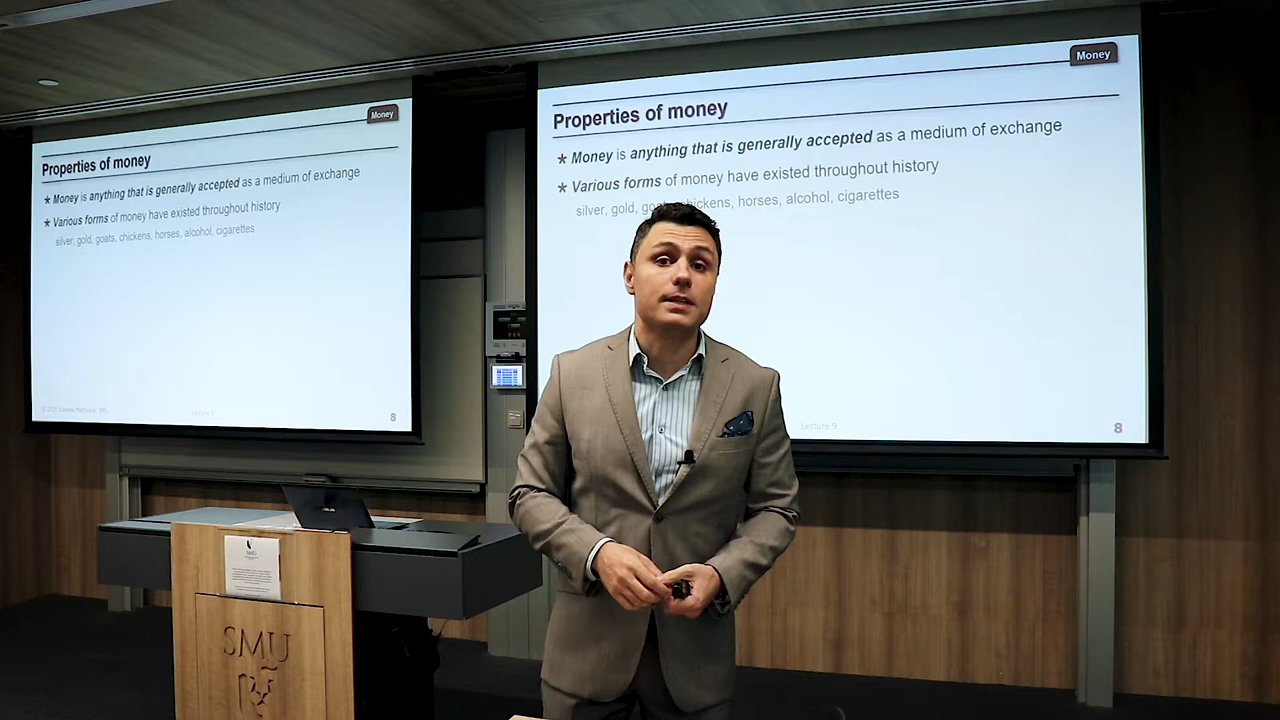 Money
Properties of money
★ Money is anything that is generally accepted as a medium of exchange
★ Various forms of money have existed throughout history
silver, gold, goats, chickens, horses, alcohol, cigarettes
8
Money
Properties of money
★ Money is anything that is generally accepted as a medium of exchange
★ Various forms of money have existed throughout history
silver, gold, chickens, horses, alcohol, cigarettes
Lecture 9
8
SMU